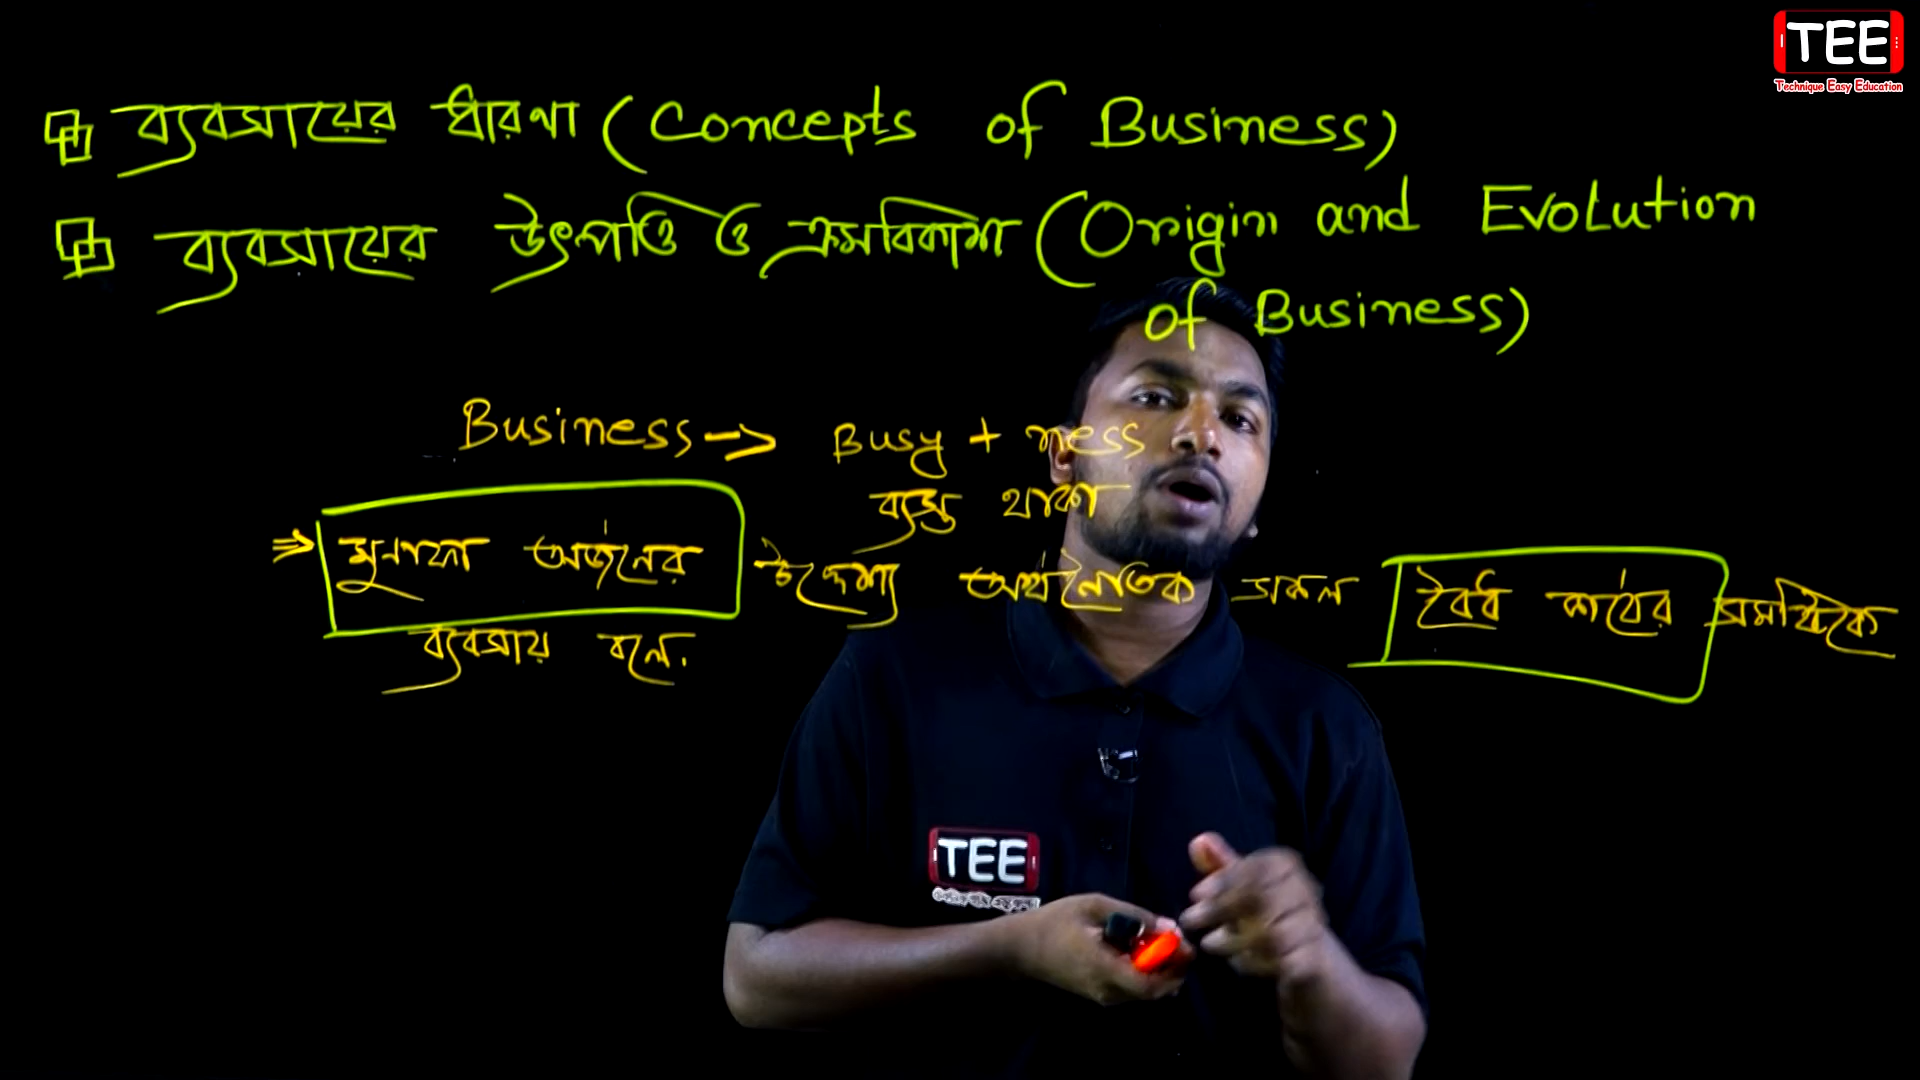 TEE
Technique Easy Education
ব্যবসায়ের ধারণা (Concepts of Business)
ব্যবসায়ের উৎপত্তি ও ক্রমবিকাশ (Origin and Evolution
of Business)
Business -> Busy + ness
ব্যস্ত থাকা
=> মুনাফা অর্জনের উদ্দেশ্য অর্থনৈতিক সকল বৈধ কার্যের সমষ্টিকে
ব্যবসায় বলে.
TEE